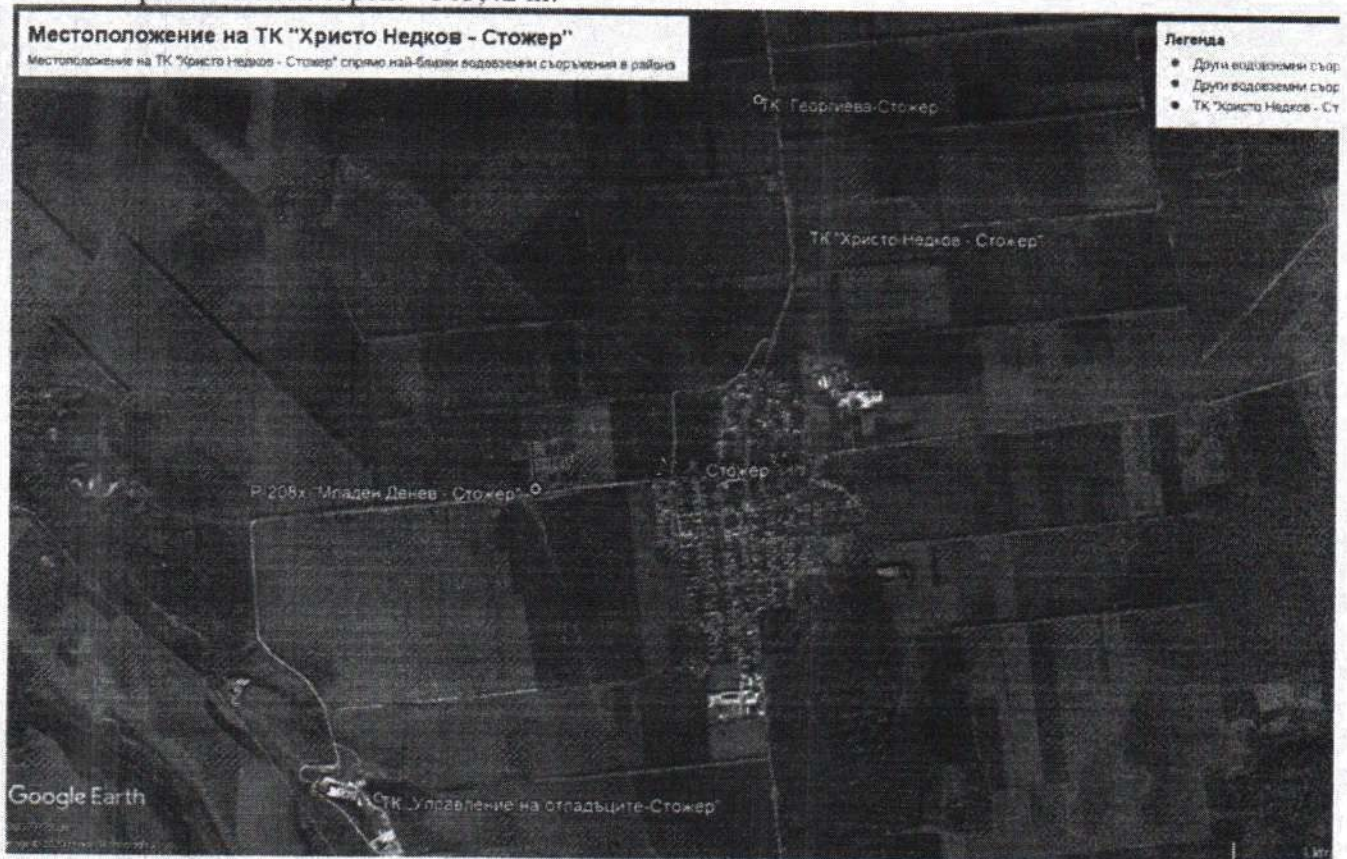 Местоположение на ТК "Христо Недков - Стожер"
Местоположение на ТК "Христо Недков - Стожер" спрямо най-близки водовземни съоръжения в района
Легенда
Други водовземни съор
Други водовземни съор
ТК "Христо Недков - Ст
ТК Георгиева-Стожер
ТК "Христо Недков - Стожер"
Стожер
Р-208х "Младен Денев - Стожер"
ТК „Управление на отпадъците-Стожер"
Google Earth